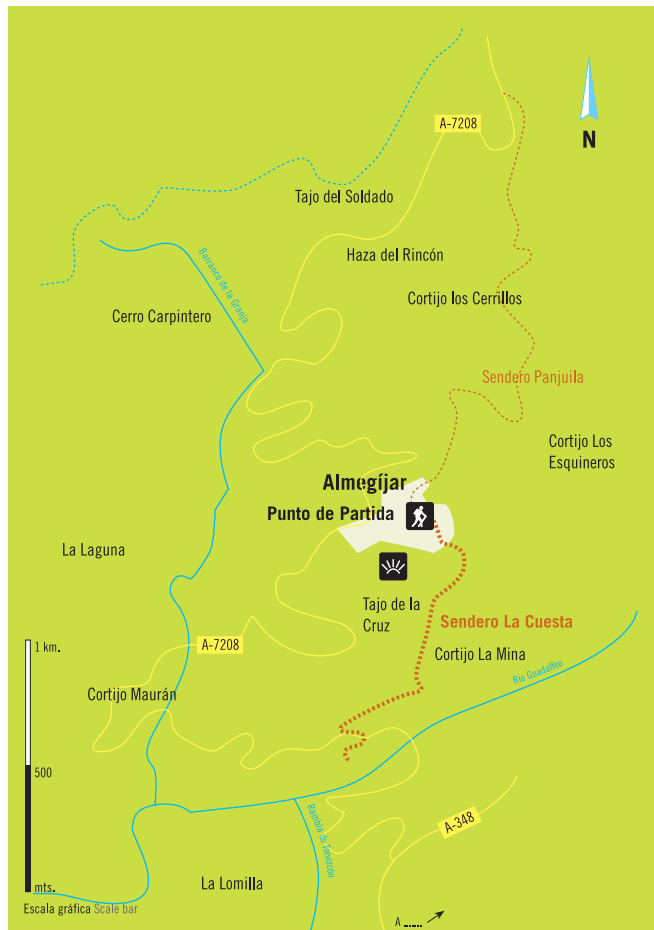 A-7208
N
Tajo del Soldado
Haza del Rincón
Barranco de la Granja
Cortijo los Cerrillos
Cerro Carpintero
Sendero Panjuila
Cortijo Los
Esquineros
Almegíjar
Punto de Partida
La Laguna
Tajo de la
Cruz
Sendero La Cuesta
1 km.
A-7208
Cortijo La Mina
Río Guadalfeo
Cortijo Maurán
500
Rambla de Torvizcón
A-348
La Lomilla
mts.
Escala gráfica Scale bar
A ......